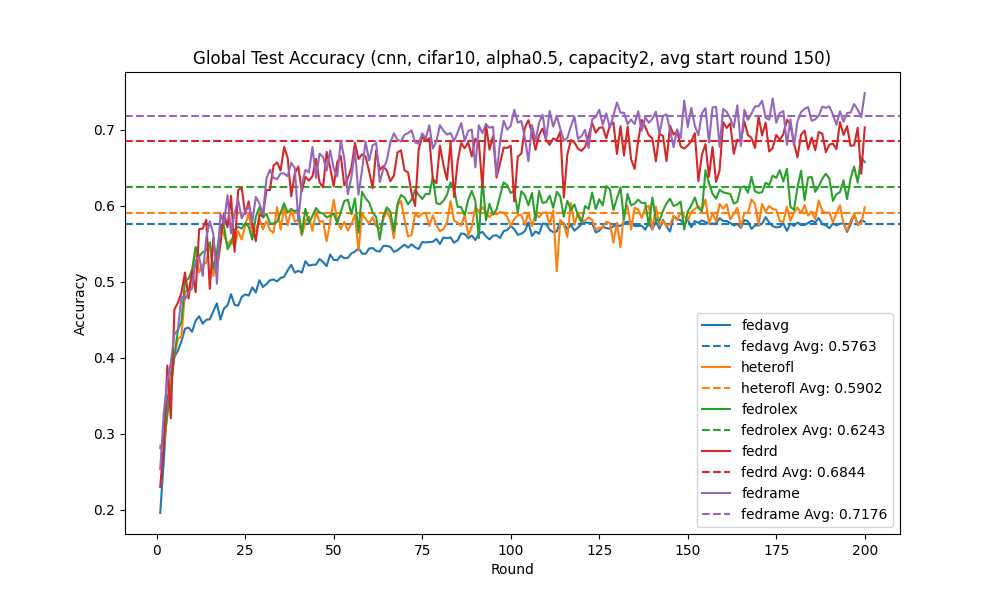 Global Test Accuracy (cnn, cifar10, alpha0.5, capacity2, avg start round 150)
Accuracy
0.7
0.6
0.5
0.4
0.3
0.2
0 25 50 75 100 125 150 175 200
Round
fedavg
fedavg Avg: 0.5763
heterofl
heterofl Avg: 0.5902
fedrolex
fedrolex Avg: 0.6243
fedrd
fedrd Avg: 0.6844
fedrame
fedrame Avg: 0.7176